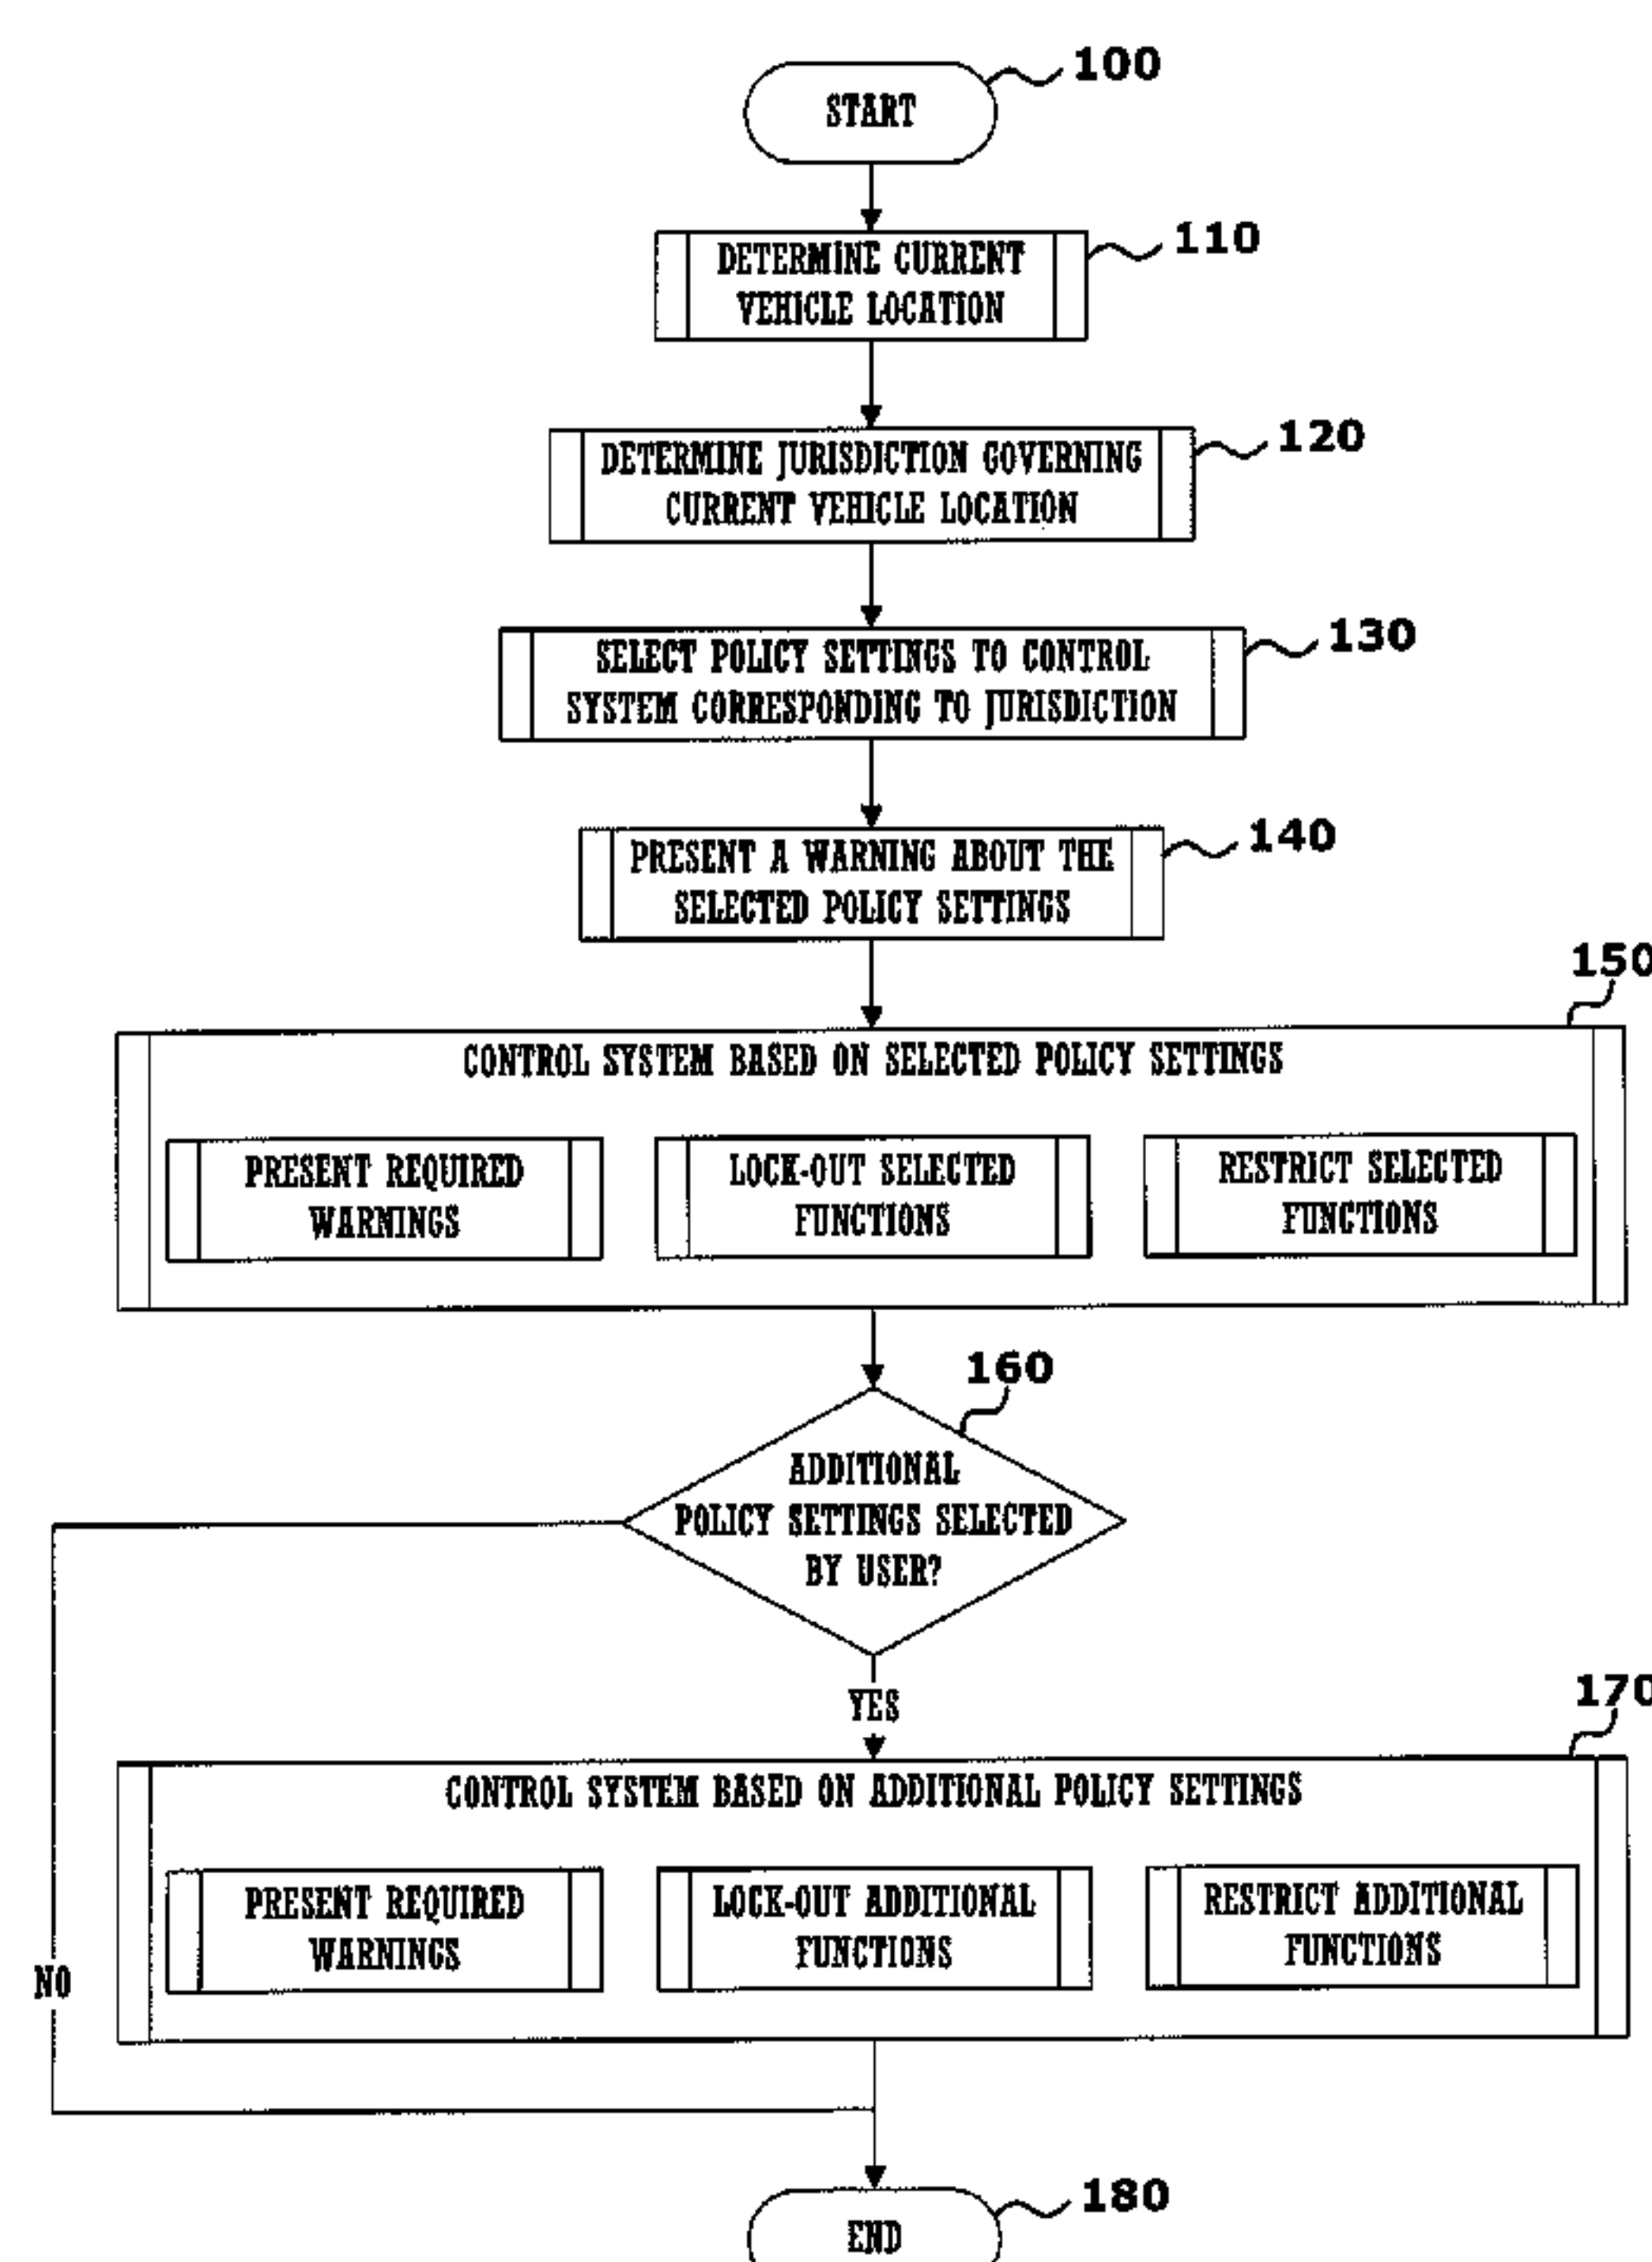 100
START
110
DETERMINE CURRENT
VEHICLE LOCATION
120
DETERMINE JURISDICTION GOVERNING
CURRENT VEHICLE LOCATION
130
SELECT POLICY SETTINGS TO CONTROL
SYSTEM CORRESPONDING TO JURISDICTION
140
PRESENT A WARNING ABOUT THE
SELECTED POLICY SETTINGS
150
CONTROL SYSTEM BASED ON SELECTED POLICY SETTINGS
PRESENT REQUIRED
WARNINGS
LOCK-OUT SELECTED
FUNCTIONS
RESTRICT SELECTED
FUNCTIONS
160
ADDITIONAL
POLICY SETTINGS SELECTED
BY USER?
YES
170
CONTROL SYSTEM BASED ON ADDITIONAL POLICY SETTINGS
PRESENT REQUIRED
WARNINGS
LOCK-OUT ADDITIONAL
FUNCTIONS
RESTRICT ADDITIONAL
FUNCTIONS
NO
180
END